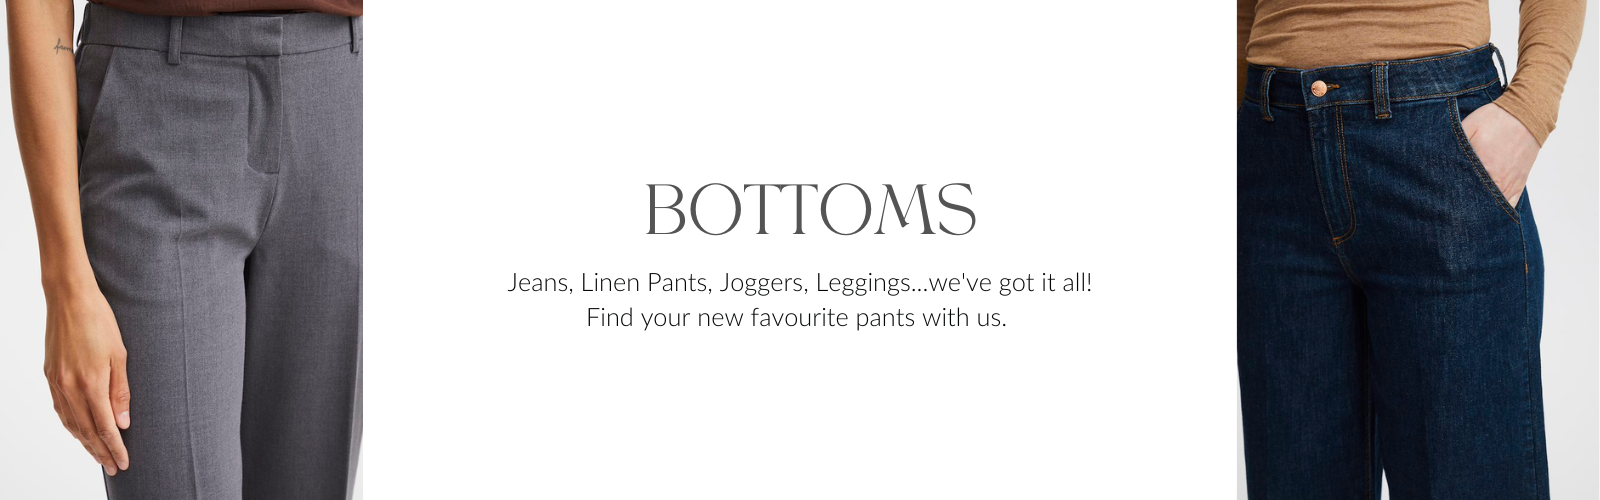 BOTTOMS
Jeans, Linen Pants, Joggers, Leggings...we've got it all!
Find your new favourite pants with us.